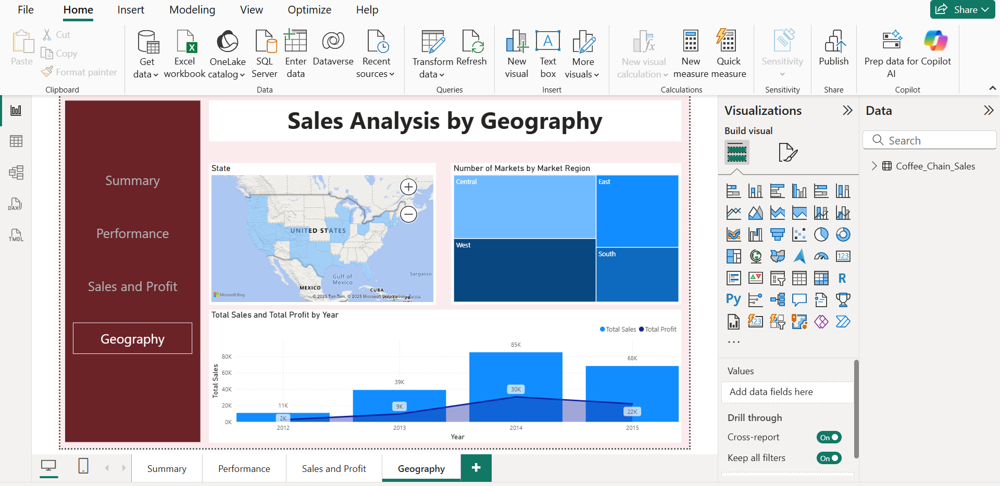 File Home Insert Modeling View Optimize Help Share
Paste
Cut
Copy
Format painter
Clipboard
Get data
Excel workbook
OneLake catalog
SQL Server
Enter data
Dataverse
Recent sources
Data
Transform data
Refresh
Queries
New visual
Text box
More visuals
Insert
New visual calculation
New measure
Quick measure
Calculations
Sensitivity
Sensitivity
Publish
Share
Prep data for AI
Copilot
Copilot
DAX
TMDL
Summary
Performance
Sales and Profit
Geography
Sales Analysis by Geography
State
UNITED STATES
Gulf of
Mexico
Sargasso
MEXICO
CUBA
Microsoft Bing
© 2025 TomTom, © 2025 Microsoft Corporation, Terms
Number of Markets by Market Region
Central
East
West
South
Total Sales and Total Profit by Year
Total Sales Total Profit
Total Sales
80K
60K
40K
20K
0K
11K
39K
85K
68K
2K
9K
30K
22K
2012 2013 2014 2015
Year
Summary Performance Sales and Profit Geography
Visualizations
Build visual
123
R
Py
123
...
Values
Add data fields here
Drill through
Cross-report On
Keep all filters On
Data
Search
Coffee_Chain_Sales